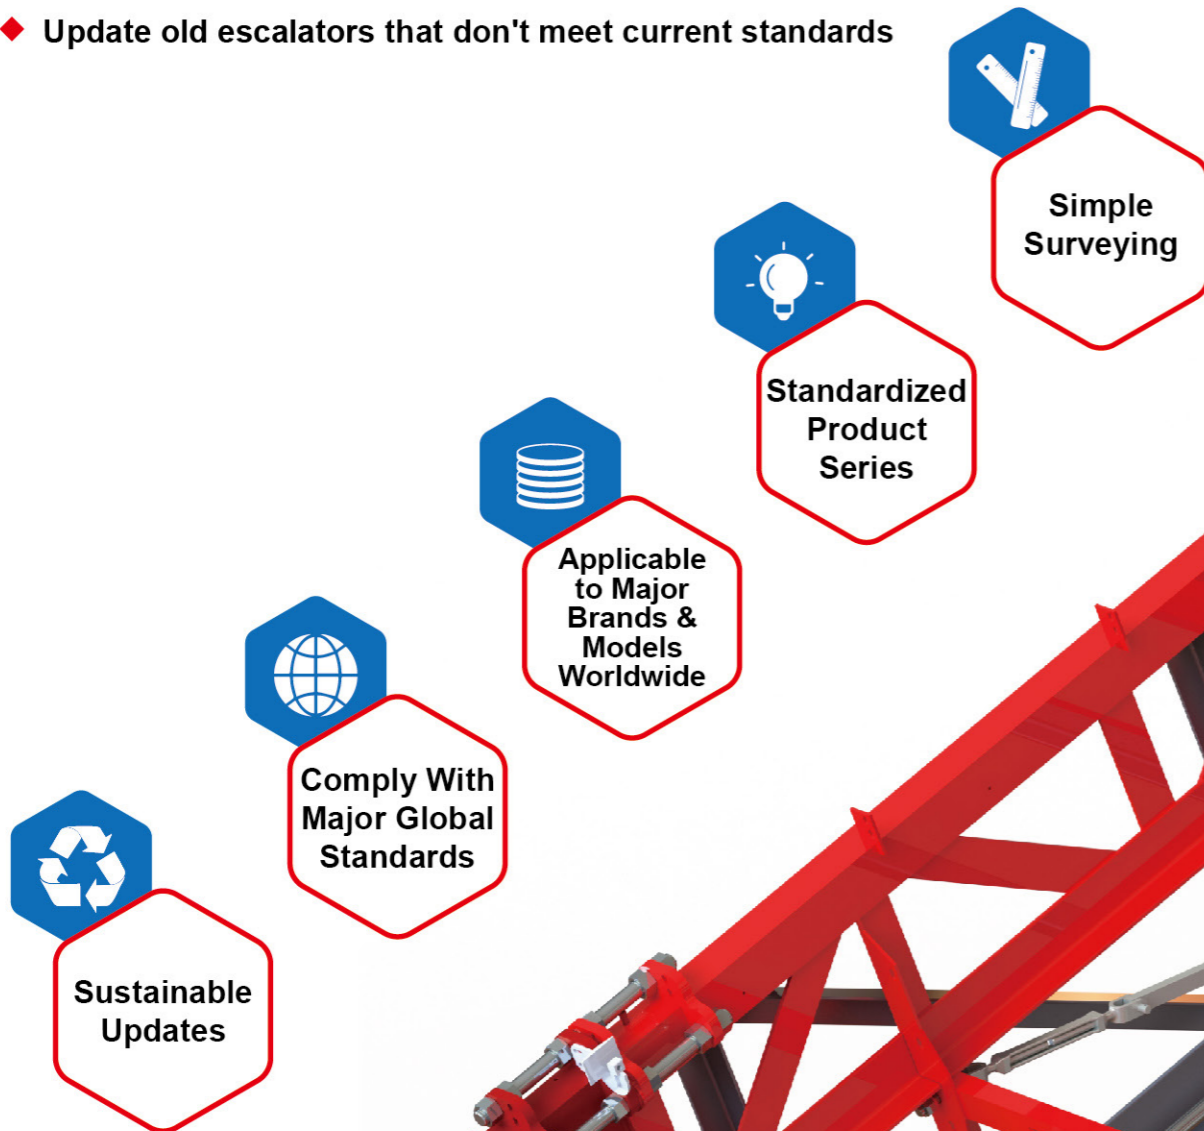 Update old escalators that don't meet current standards
Simple
Surveying
Standardized
Product
Series
Applicable
to Major
Brands &
Models
Worldwide
Comply With
Major Global
Standards
Sustainable
Updates